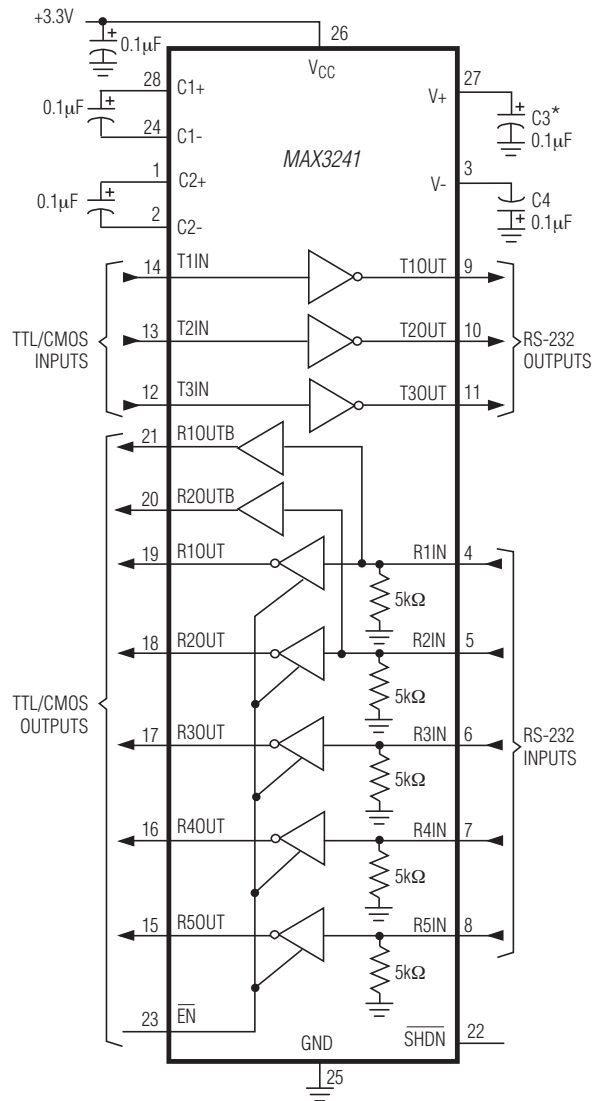 +3.3V
+
0.1µF
26
VCC
28
C1+
+
0.1µF
24
C1-
1
C2+
+
0.1µF
2
C2-
MAX3241
27
V+
+
C3*
0.1µF
3
V-
C4
+
0.1µF
14
T1IN
T1OUT
9
13
T2IN
T2OUT
10
12
T3IN
T3OUT
11
TTL/CMOS
INPUTS
RS-232
OUTPUTS
21
R1OUTB
20
R2OUTB
19
R1OUT
R1IN
4
5kΩ
18
R2OUT
R2IN
5
5kΩ
17
R3OUT
R3IN
6
5kΩ
16
R4OUT
R4IN
7
5kΩ
15
R5OUT
R5IN
8
5kΩ
TTL/CMOS
OUTPUTS
RS-232
INPUTS
23
E̅N̅
GND
S̅H̅D̅N̅
22
25